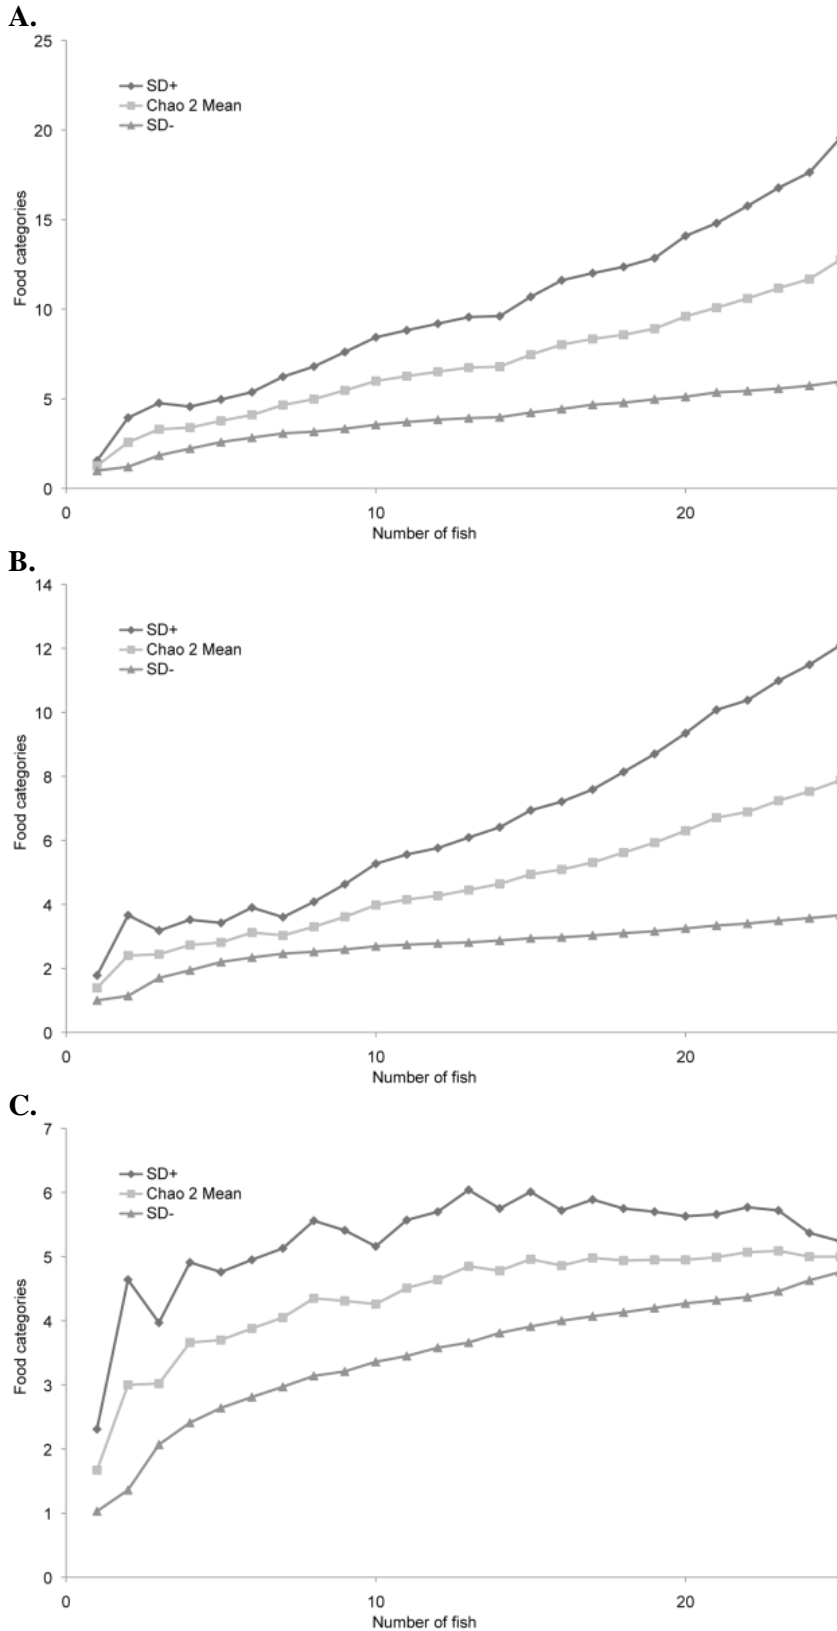 A.
25
20
15
10
5
0
SD+
Chao 2 Mean
SD-
Food categories
0 10 20
Number of fish
B.
14
12
10
8
6
4
2
0
SD+
Chao 2 Mean
SD-
Food categories
0 10 20
Number of fish
C.
7
6
5
4
3
2
1
0
SD+
Chao 2 Mean
SD-
Food categories
0 10 20
Number of fish